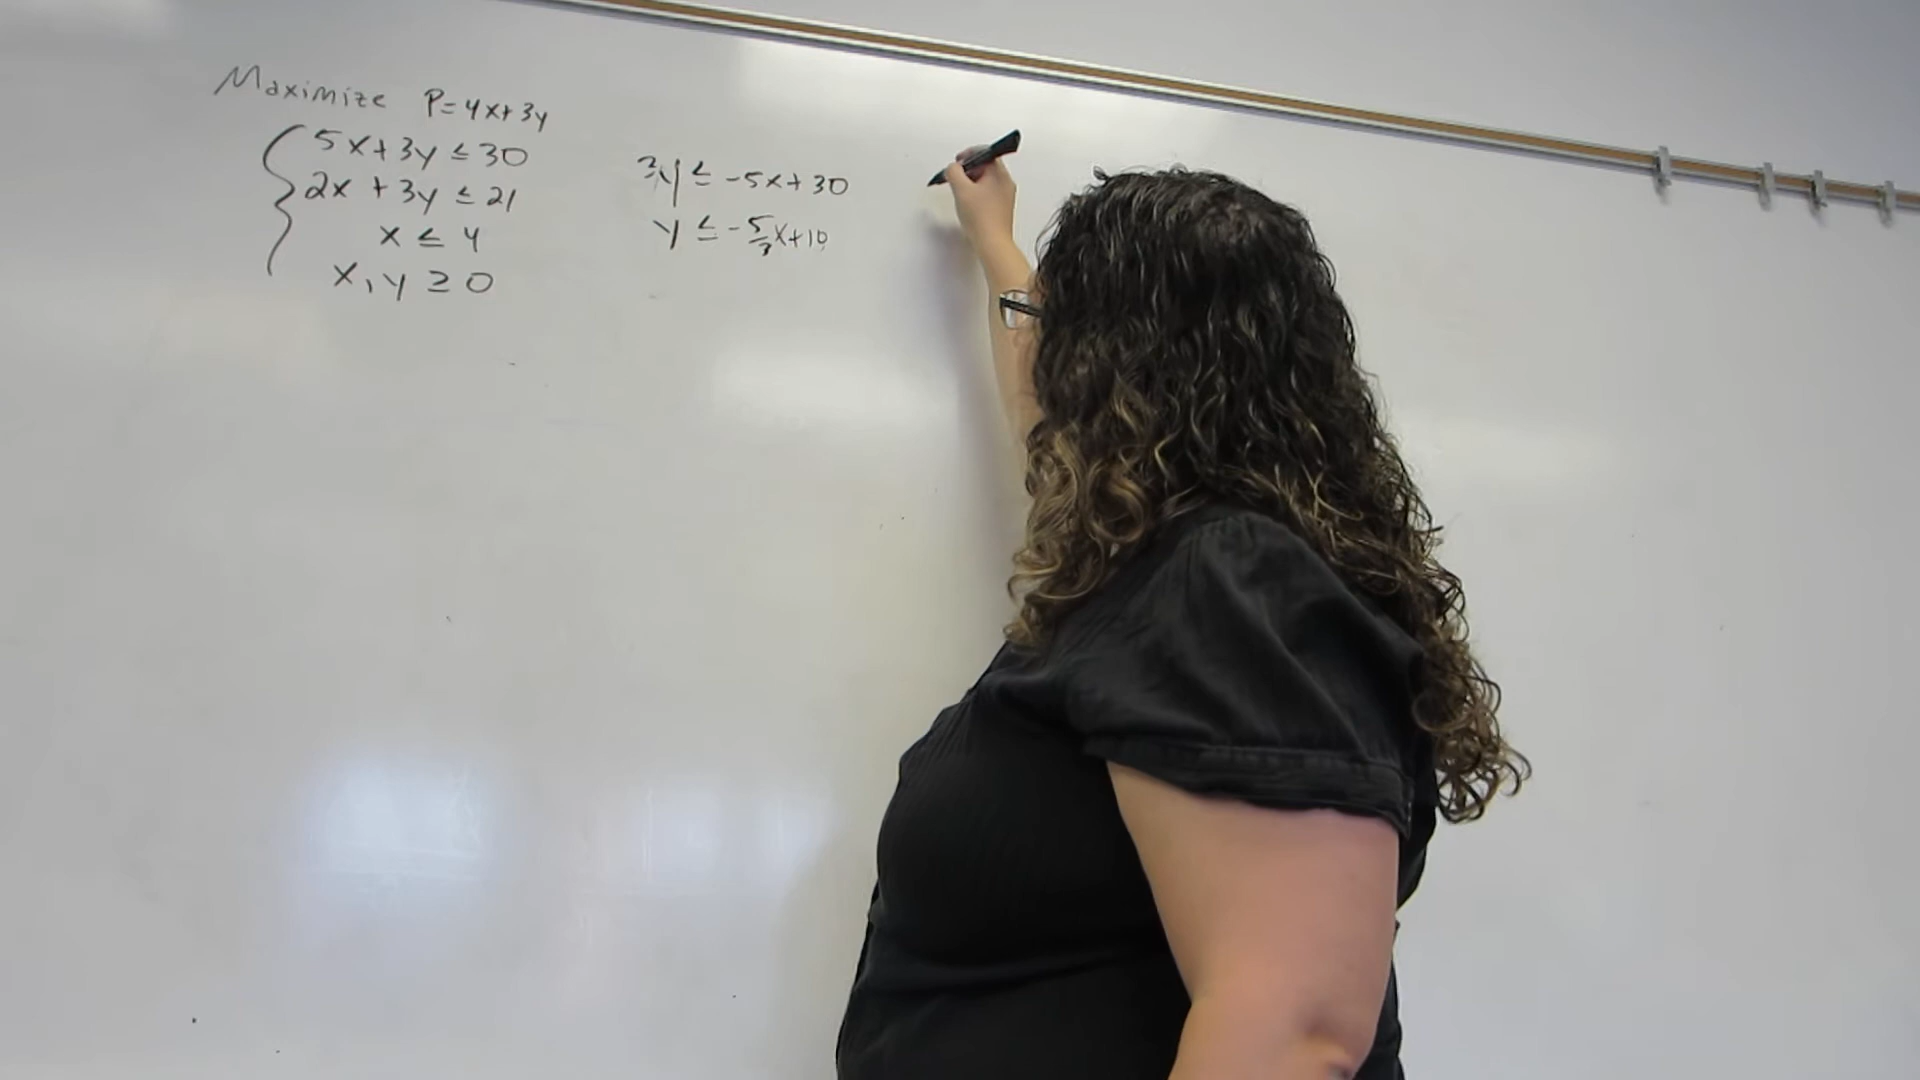 Maximize P=4x+3y
5x+3y ≤ 30
2x + 3y ≤ 21
x ≤ 4
x, y ≥ 0
3y ≤ -5x+30
y ≤ -5/3x+10